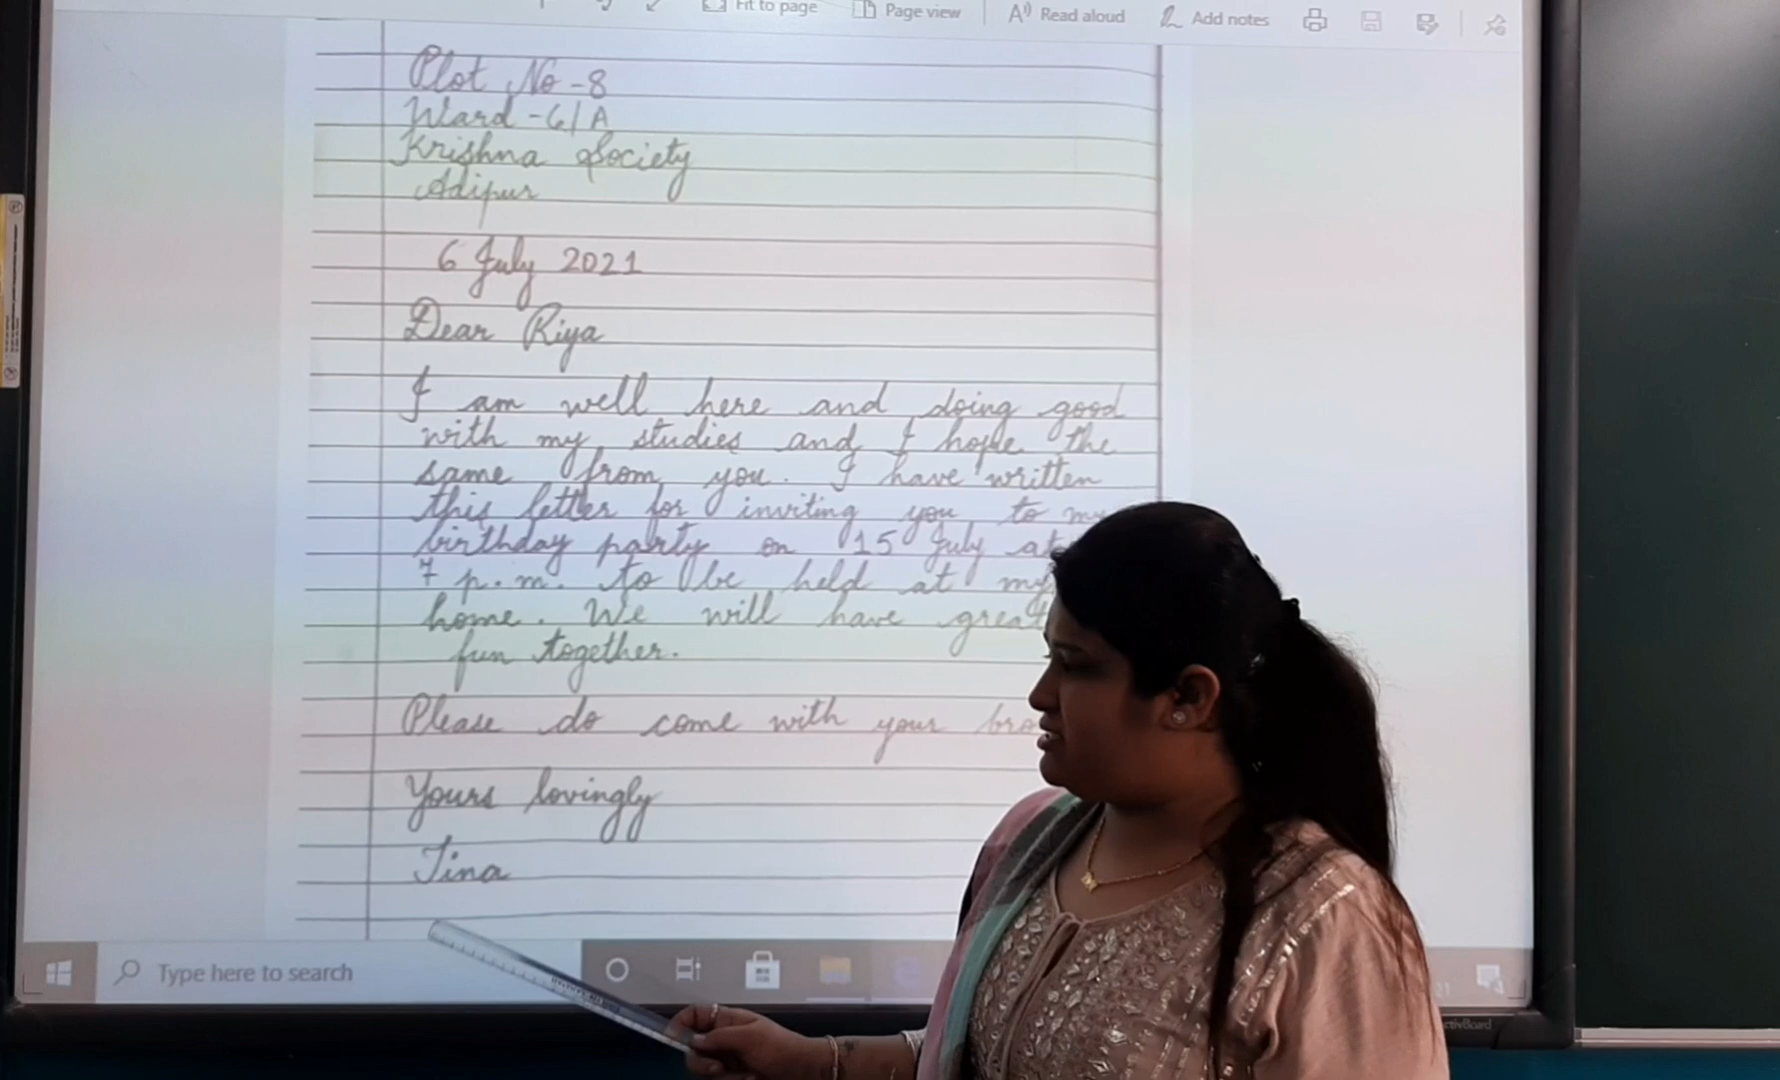 Fit to page
Page view
Read aloud
Add notes
Plot No-8
Ward-6/A
Krishna Society
Adipur
6 July 2021
Dear Riya
I am well here and doing good
with my studies and I hope the
same from you. I have written
this letter for inviting you to my
birthday party on 15 July at
7 p.m. to be held at my
home. We will have great
fun together.
Please do come with your bro
Yours lovingly
Tina
Type here to search
ctivBoard